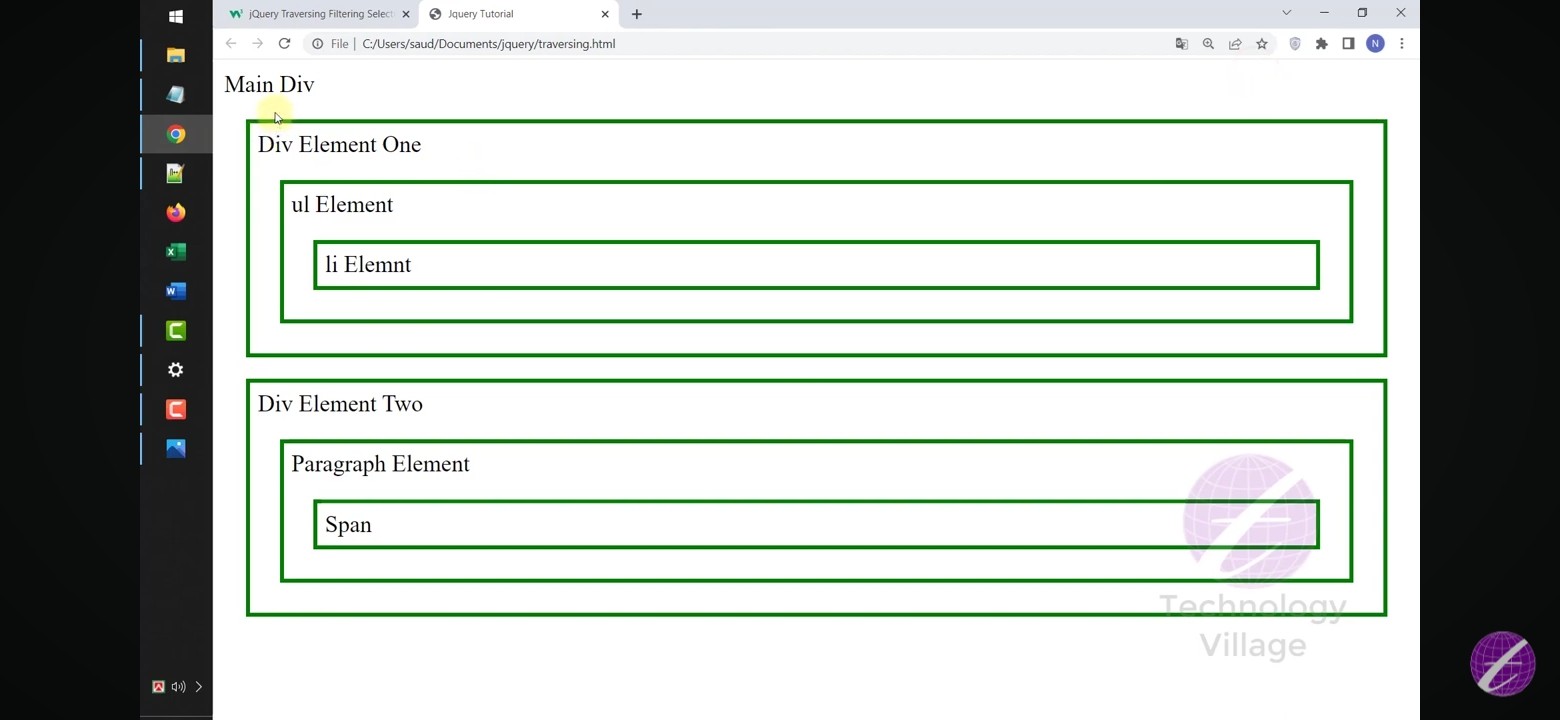 jQuery Traversing Filtering Select
Jquery Tutorial
File
C:/Users/saud/Documents/jquery/traversing.html
N
Main Div
Div Element One
ul Element
li Elemnt
Div Element Two
Paragraph Element
Span
Technology
Village